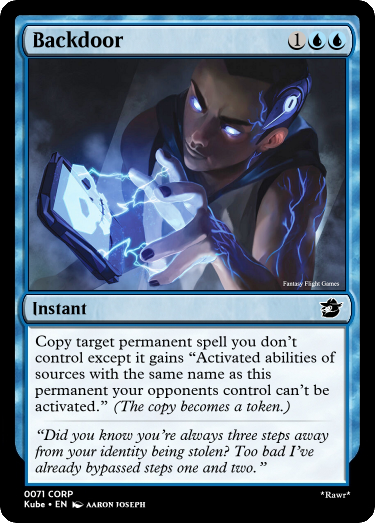 Backdoor 1
Fantasy Flight Games
Instant
Copy target permanent spell you don't
control except it gains “Activated abilities of
sources with the same name as this
permanent your opponents control can't be
activated.” (The copy becomes a token.)
“Did you know you're always three steps away
from your identity being stolen? Too bad I've
already bypassed steps one and two.”
0071 CORP
Kube • EN AARON JOSEPH
*Rawr*